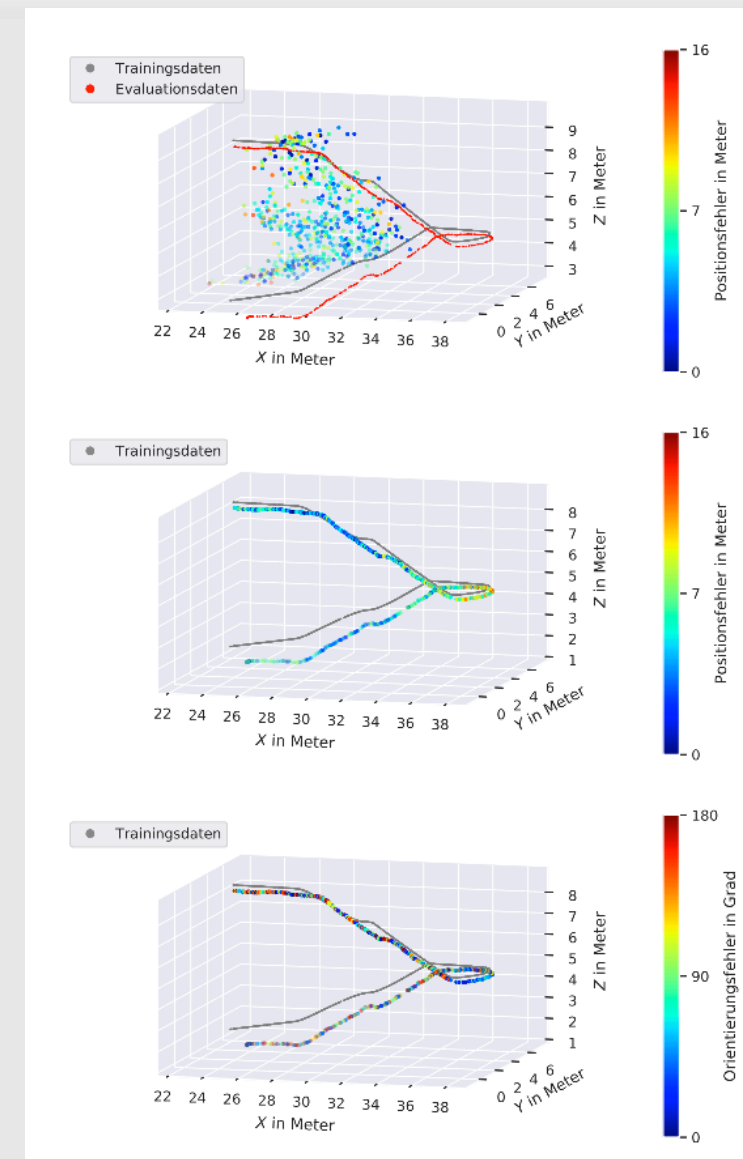 Trainingsdaten
Evaluationsdaten
16
9
8
7
6
5
4
3
Z in Meter
7
Positionsfehler in Meter
0
22 24 26 28 30 32 34 36 38
0 2 4 6
X in Meter
Y in Meter
Trainingsdaten
16
8
7
6
5
4
3
2
1
Z in Meter
7
Positionsfehler in Meter
0
22 24 26 28 30 32 34 36 38
0 2 4 6
X in Meter
Y in Meter
Trainingsdaten
180
8
7
6
5
4
3
2
1
Z in Meter
90
Orientierungsfehler in Grad
0
22 24 26 28 30 32 34 36 38
0 2 4 6
X in Meter
Y in Meter